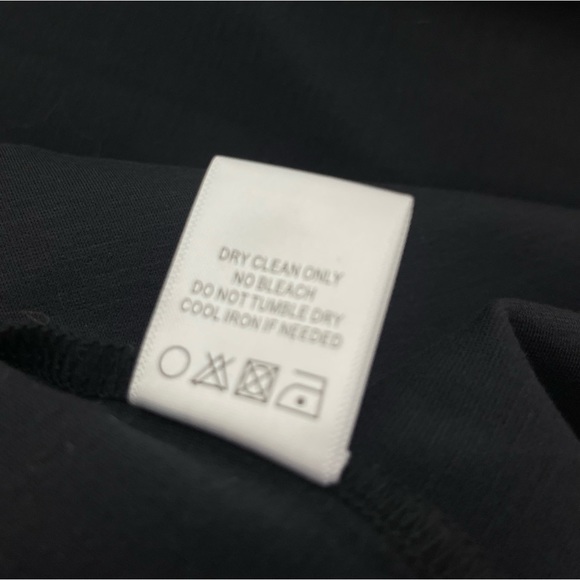 DRY CLEAN ONLY
NO BLEACH
DO NOT TUMBLE DRY
COOL IRON IF NEEDED